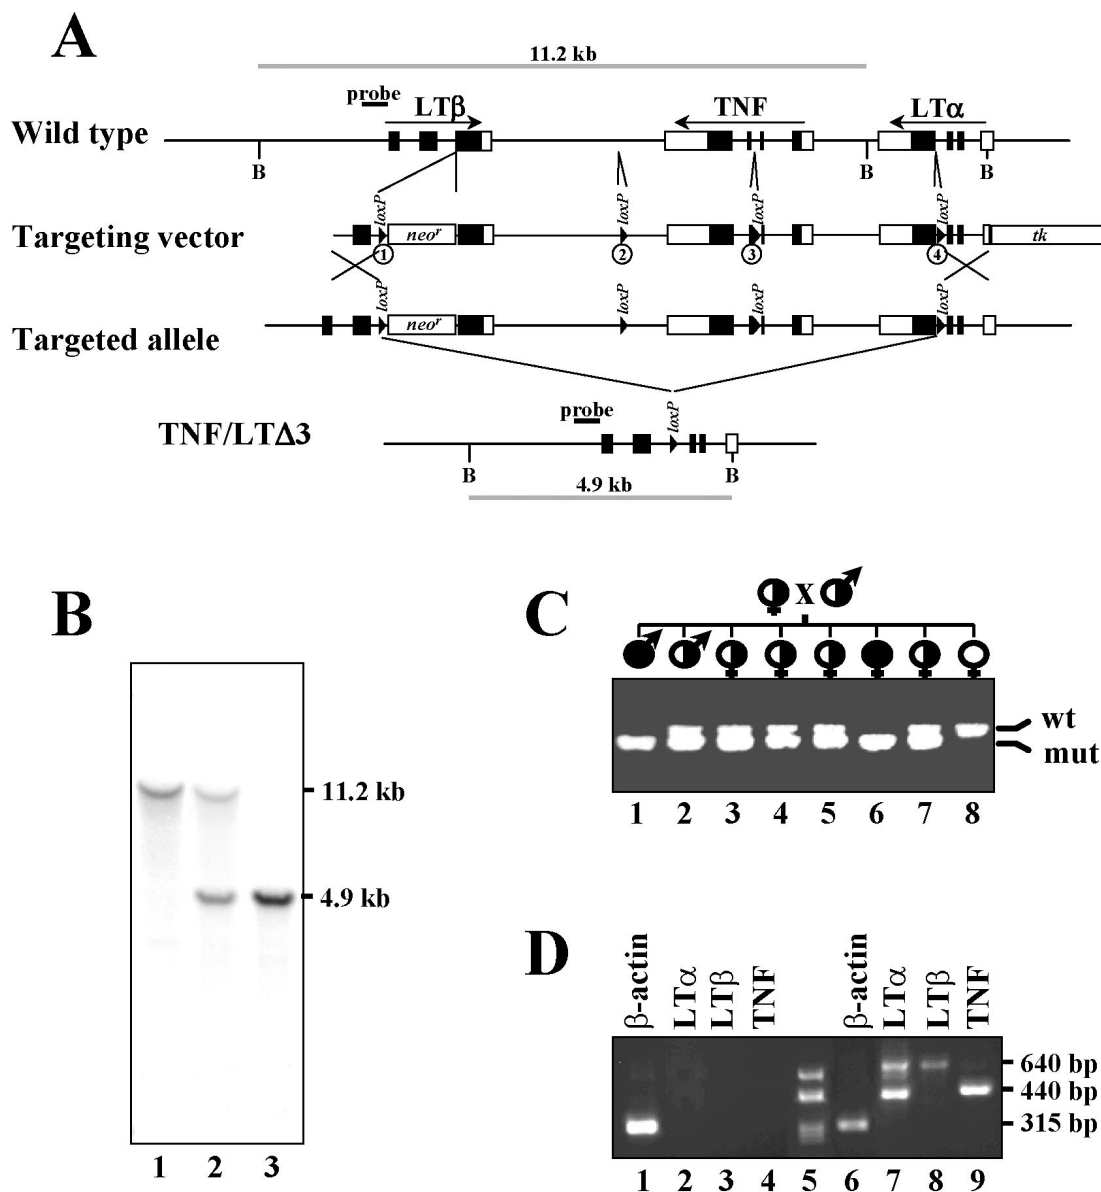 A
11.2 kb
probe
LTβ
TNF
LTα
Wild type
B
B
B
loxP
loxP
loxP
loxP
Targeting vector
neoʳ
tk
1
2
3
4
loxP
loxP
loxP
loxP
Targeted allele
neoʳ
probe
loxP
TNF/LTΔ3
B
B
4.9 kb
B
11.2 kb
4.9 kb
1 2 3
C
X
wt
mut
1 2 3 4 5 6 7 8
D
β-actin LTα LTβ TNF β-actin LTα LTβ TNF
640 bp
440 bp
315 bp
1 2 3 4 5 6 7 8 9